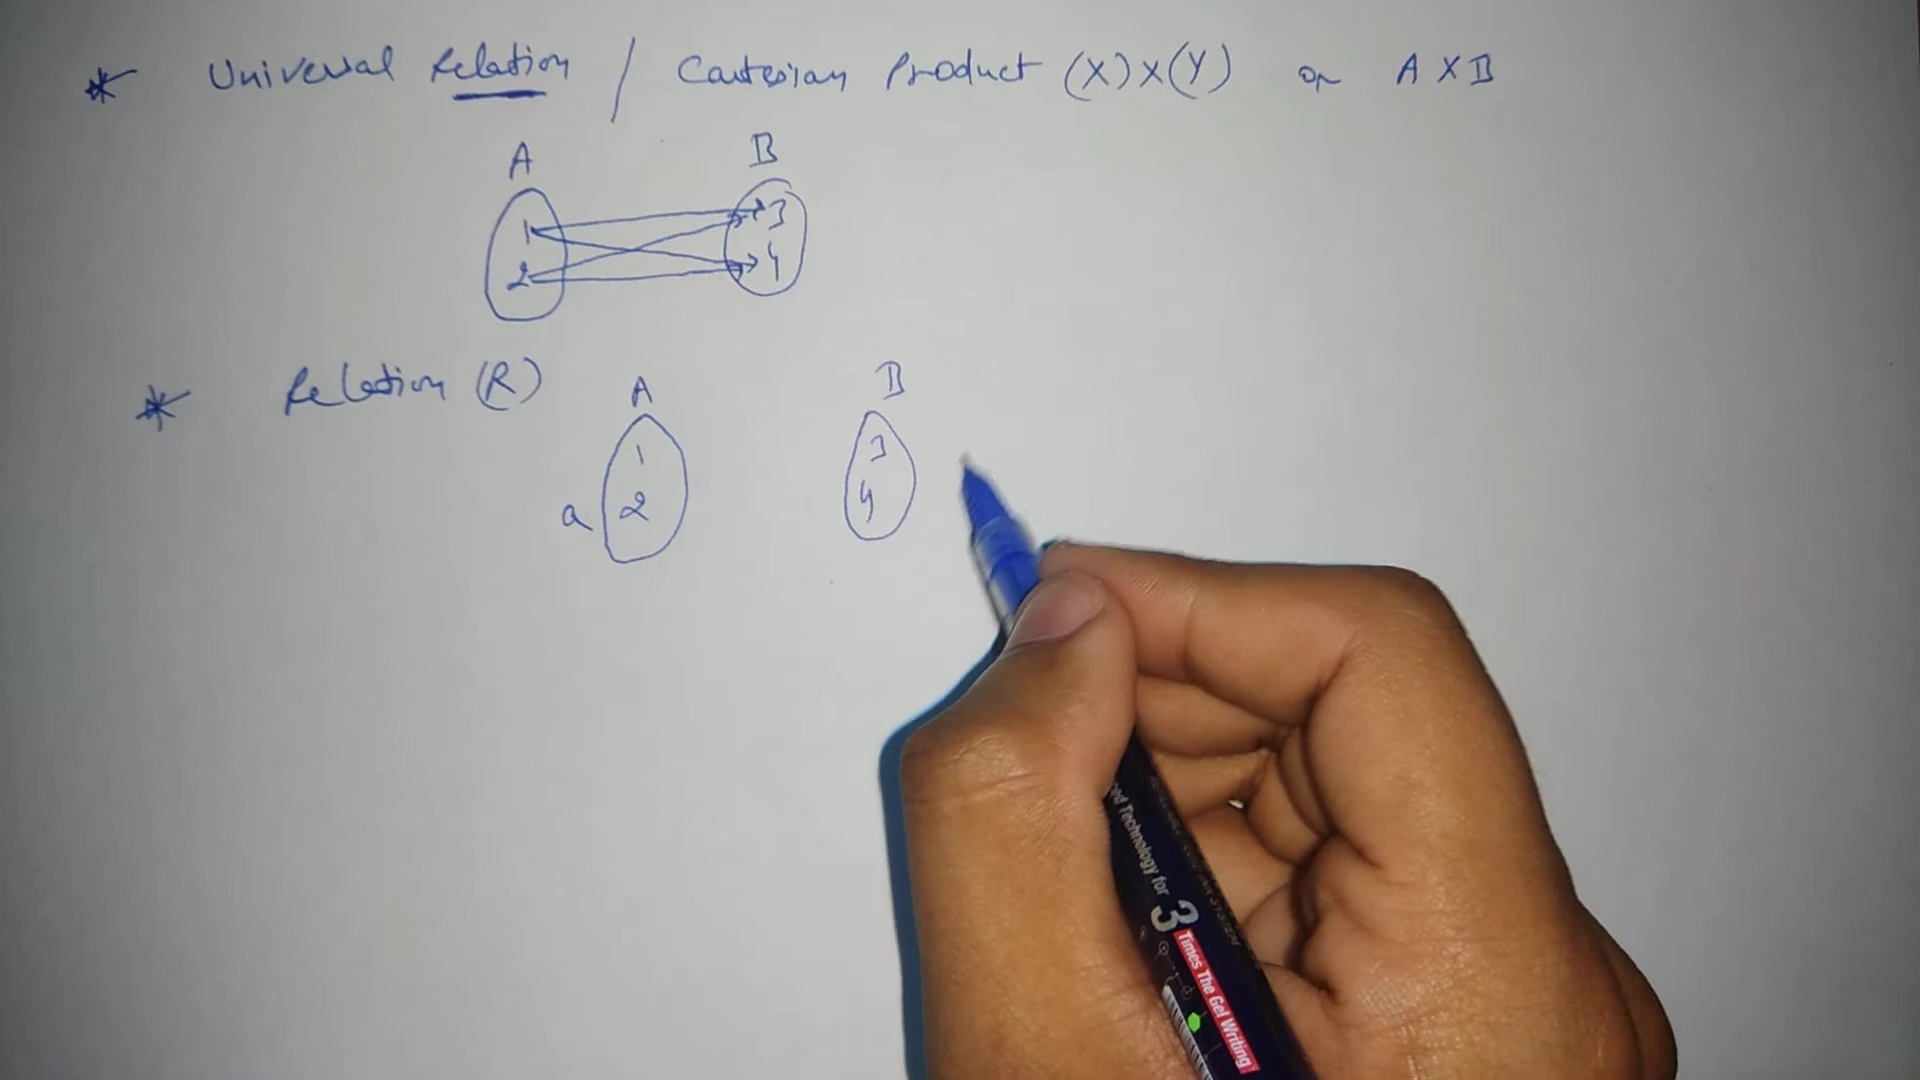 * Universal Relation / Cartesian Product (X)×(Y) or A×B
A B
1 3
2 4
* Relation (R) A B
1 3
a 2 4
Technology for
3 Times The Gel Writing